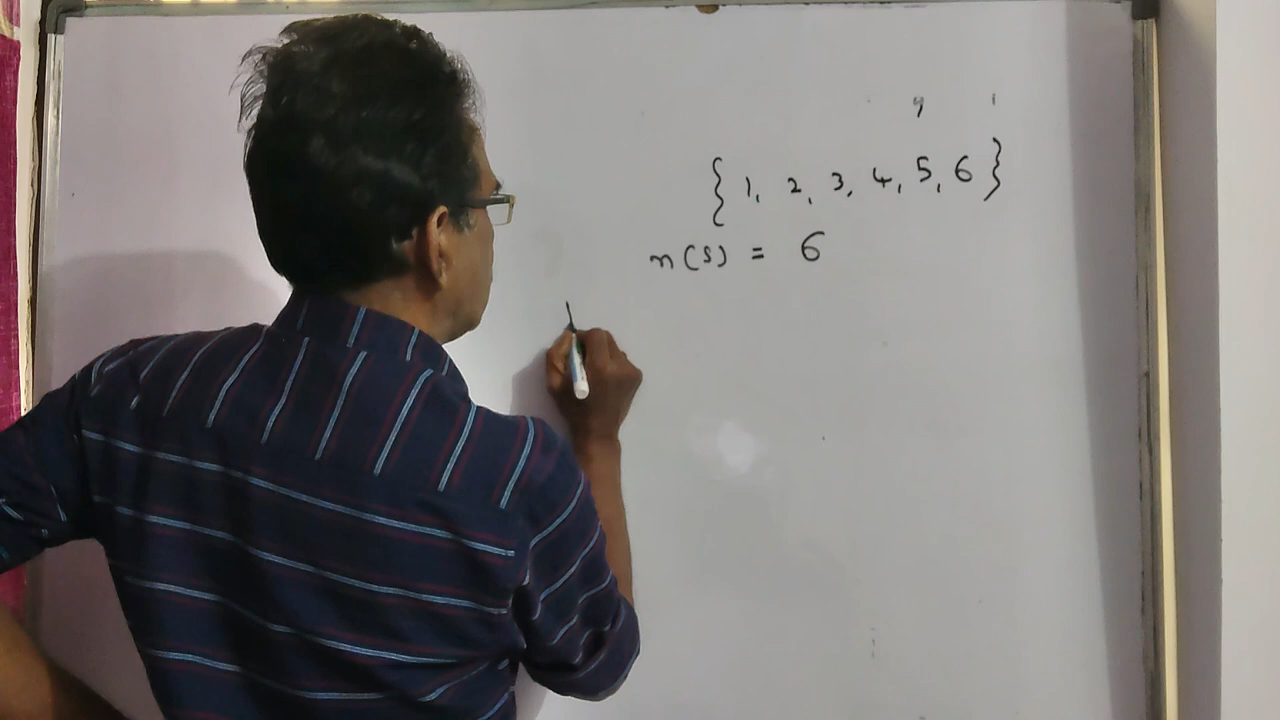 { 1, 2, 3, 4, 5, 6 }
n(s) = 6